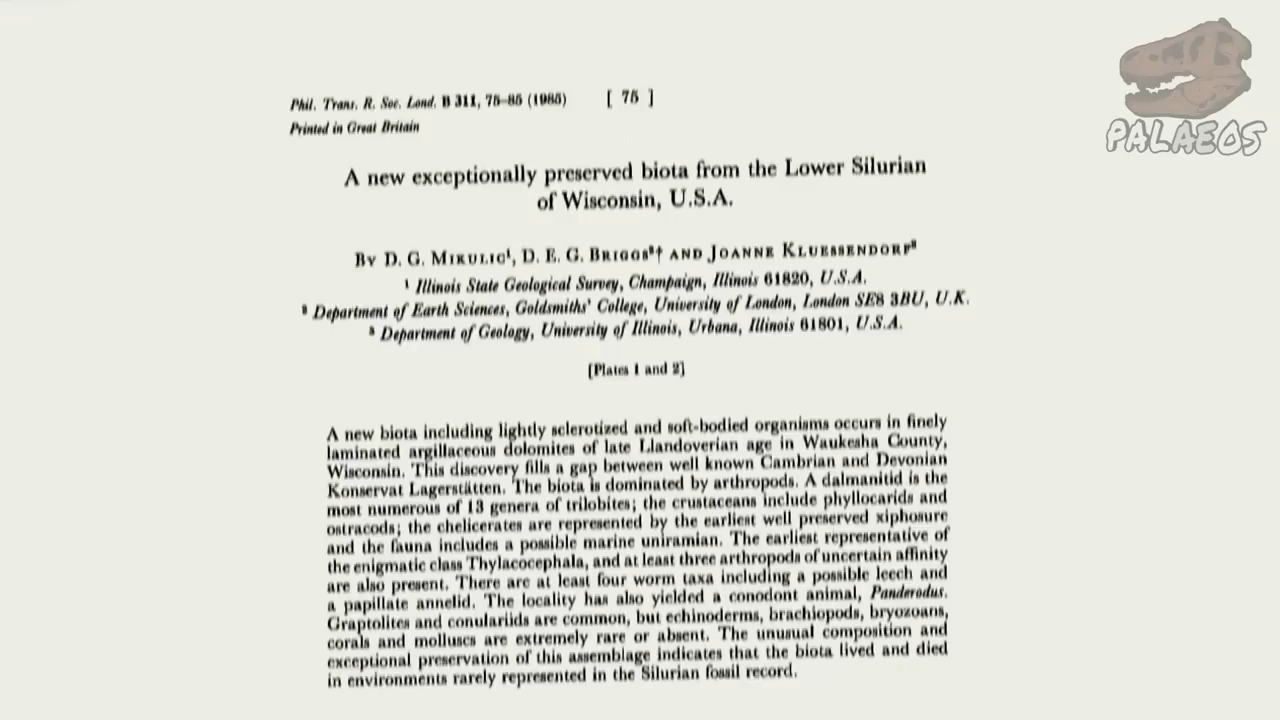 Phil. Trans. R. Soc. Lond. B 311, 75–85 (1985) [ 75 ]
Printed in Great Britain
PALAEOS
A new exceptionally preserved biota from the Lower Silurian
of Wisconsin, U.S.A.
By D. G. Mikulic¹, D. E. G. Briggs²† and Joanne Kluessendorf³
¹ Illinois State Geological Survey, Champaign, Illinois 61820, U.S.A.
² Department of Earth Sciences, Goldsmiths' College, University of London, London SE8 3BU, U.K.
³ Department of Geology, University of Illinois, Urbana, Illinois 61801, U.S.A.
[Plates 1 and 2]
A new biota including lightly sclerotized and soft-bodied organisms occurs in finely
laminated argillaceous dolomites of late Llandoverian age in Waukesha County,
Wisconsin. This discovery fills a gap between well known Cambrian and Devonian
Konservat Lagerstätten. The biota is dominated by arthropods. A dalmanitid is the
most numerous of 13 genera of trilobites; the crustaceans include phyllocarids and
ostracods; the chelicerates are represented by the earliest well preserved xiphosure
and the fauna includes a possible marine uniramian. The earliest representative of
the enigmatic class Thylacocephala, and at least three arthropods of uncertain affinity
are also present. There are at least four worm taxa including a possible leech and
a papillate annelid. The locality has also yielded a conodont animal, Panderodus.
Graptolites and conulariids are common, but echinoderms, brachiopods, bryozoans,
corals and molluscs are extremely rare or absent. The unusual composition and
exceptional preservation of this assemblage indicates that the biota lived and died
in environments rarely represented in the Silurian fossil record.